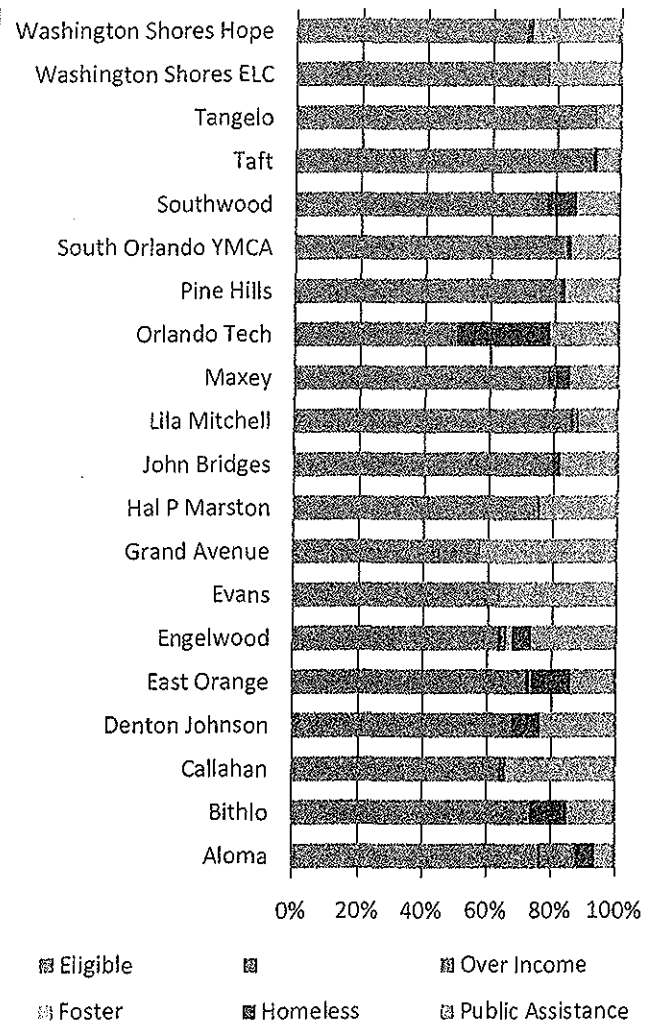 Washington Shores Hope
Washington Shores ELC
Tangelo
Taft
Southwood
South Orlando YMCA
Pine Hills
Orlando Tech
Maxey
Lila Mitchell
John Bridges
Hal P Marston
Grand Avenue
Evans
Engelwood
East Orange
Denton Johnson
Callahan
Bithlo
Aloma
0% 20% 40% 60% 80% 100%
Eligible Over Income
Foster Homeless Public Assistance